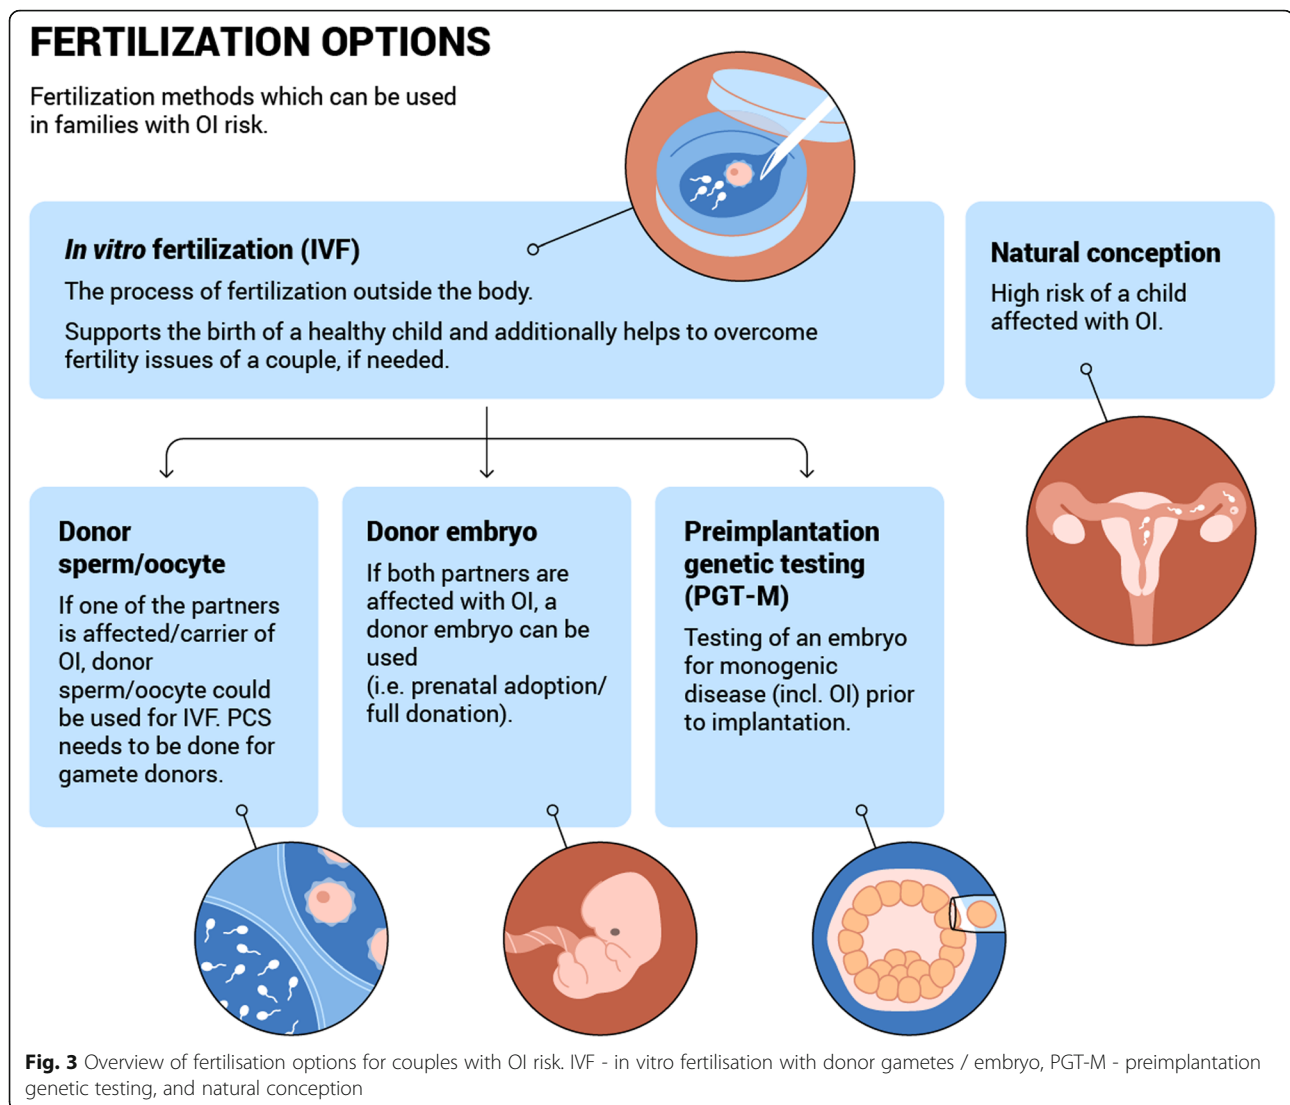 FERTILIZATION OPTIONS
Fertilization methods which can be used
in families with OI risk.
In vitro fertilization (IVF)
The process of fertilization outside the body.
Supports the birth of a healthy child and additionally helps to overcome
fertility issues of a couple, if needed.
Natural conception
High risk of a child
affected with OI.
Donor
sperm/oocyte
If one of the partners
is affected/carrier of
OI, donor
sperm/oocyte could
be used for IVF. PCS
needs to be done for
gamete donors.
Donor embryo
If both partners are
affected with OI, a
donor embryo can be
used
(i.e. prenatal adoption/
full donation).
Preimplantation
genetic testing
(PGT-M)
Testing of an embryo
for monogenic
disease (incl. OI) prior
to implantation.
Fig. 3 Overview of fertilisation options for couples with OI risk. IVF - in vitro fertilisation with donor gametes / embryo, PGT-M - preimplantation
genetic testing, and natural conception